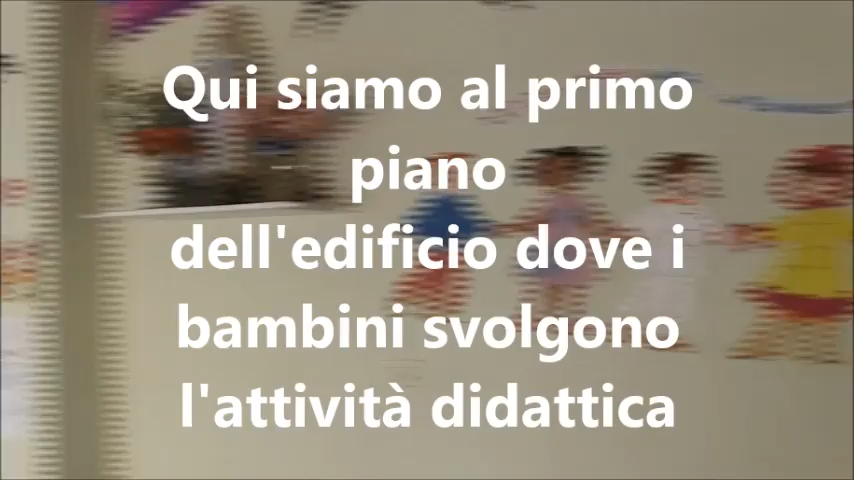 Qui siamo al primo
piano
dell'edificio dove i
bambini svolgono
l'attività didattica